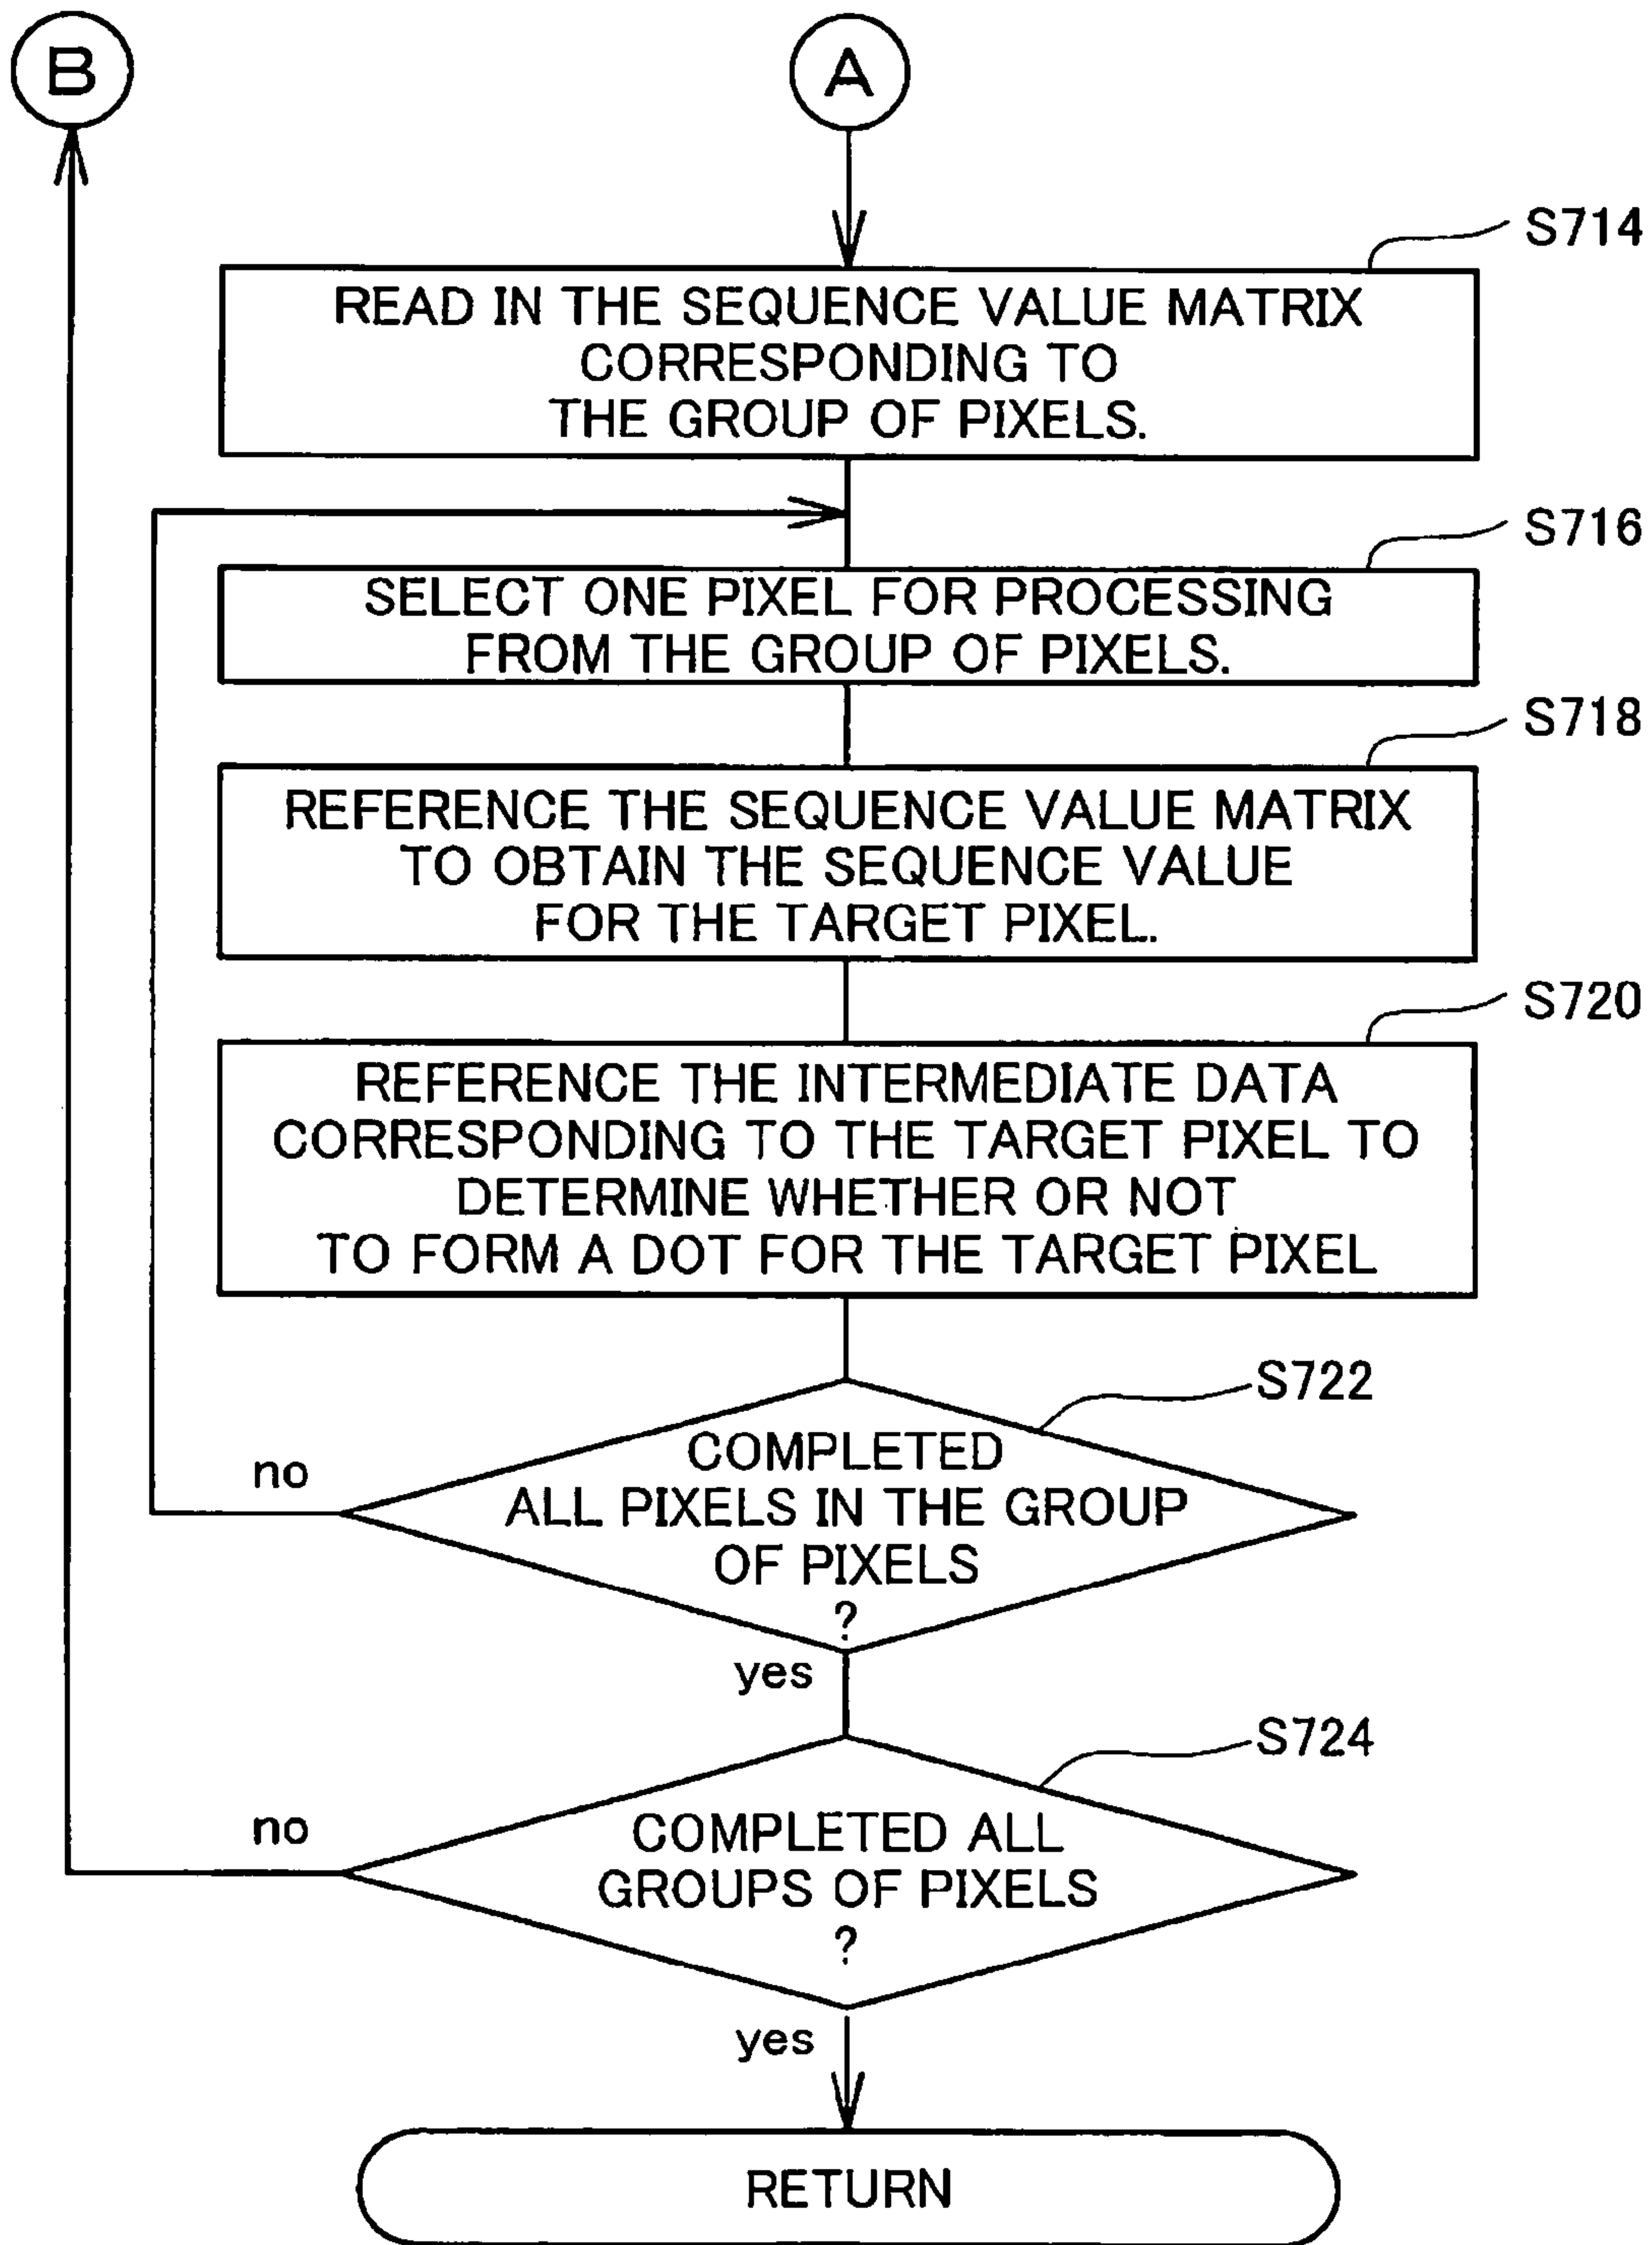 B
A
S714
READ IN THE SEQUENCE VALUE MATRIX
CORRESPONDING TO
THE GROUP OF PIXELS.
S716
SELECT ONE PIXEL FOR PROCESSING
FROM THE GROUP OF PIXELS.
S718
REFERENCE THE SEQUENCE VALUE MATRIX
TO OBTAIN THE SEQUENCE VALUE
FOR THE TARGET PIXEL.
S720
REFERENCE THE INTERMEDIATE DATA
CORRESPONDING TO THE TARGET PIXEL TO
DETERMINE WHETHER OR NOT
TO FORM A DOT FOR THE TARGET PIXEL
S722
COMPLETED
ALL PIXELS IN THE GROUP
OF PIXELS
?
no
yes
S724
COMPLETED ALL
GROUPS OF PIXELS
?
no
yes
RETURN